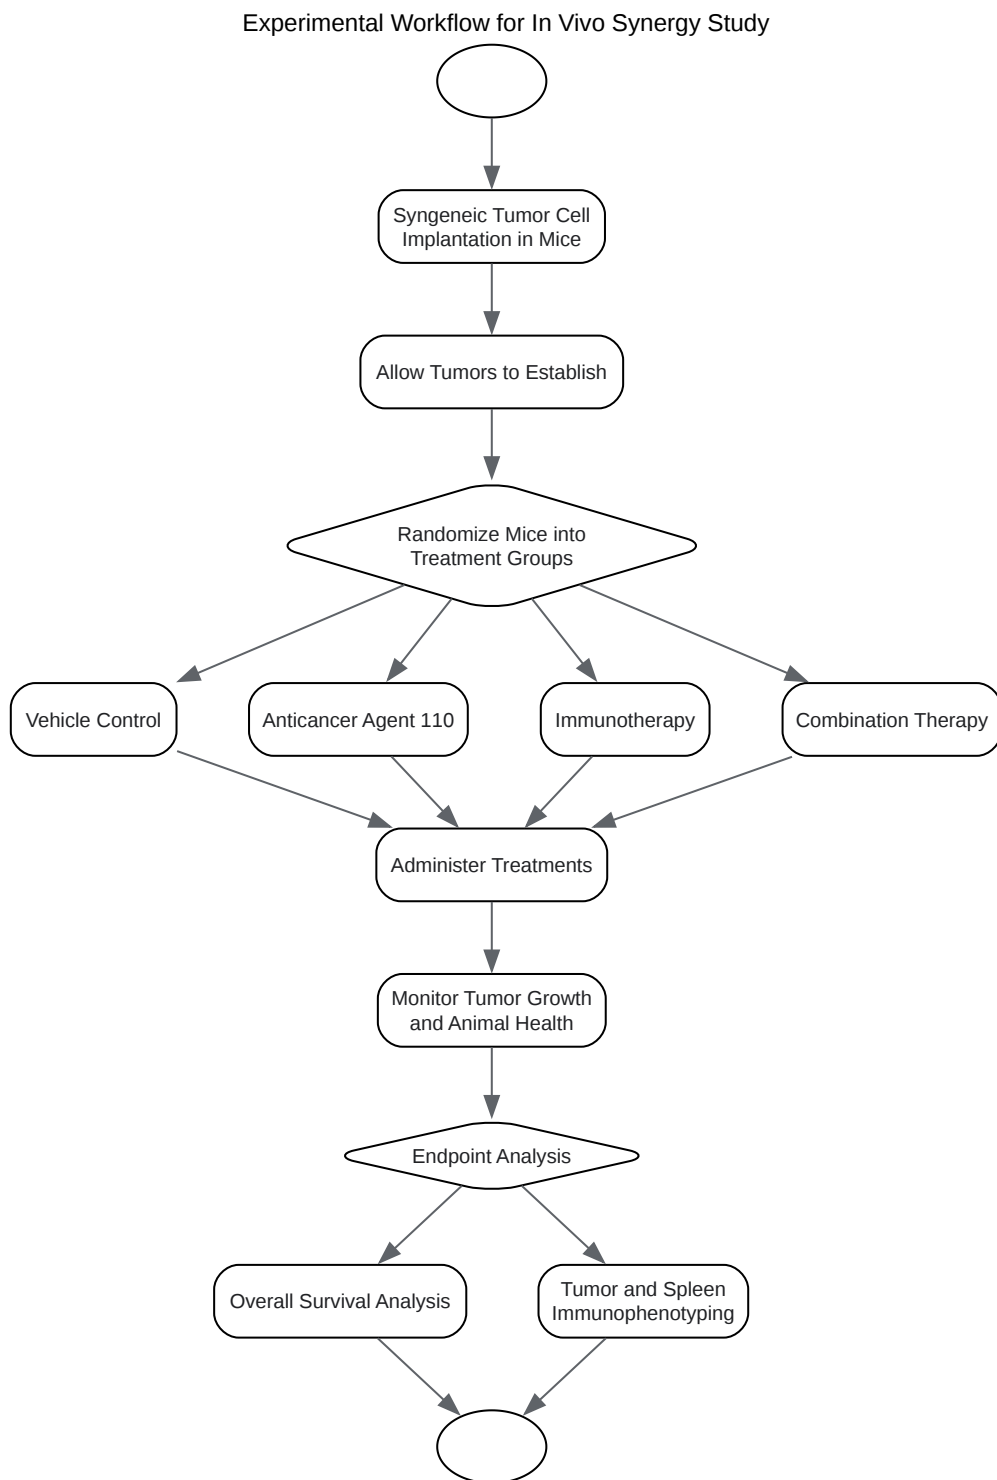 Experimental Workflow for In Vivo Synergy Study
Syngeneic Tumor Cell
Implantation in Mice
Allow Tumors to Establish
Randomize Mice into
Treatment Groups
Vehicle Control
Anticancer Agent 110
Immunotherapy
Combination Therapy
Administer Treatments
Monitor Tumor Growth
and Animal Health
Endpoint Analysis
Overall Survival Analysis
Tumor and Spleen
Immunophenotyping